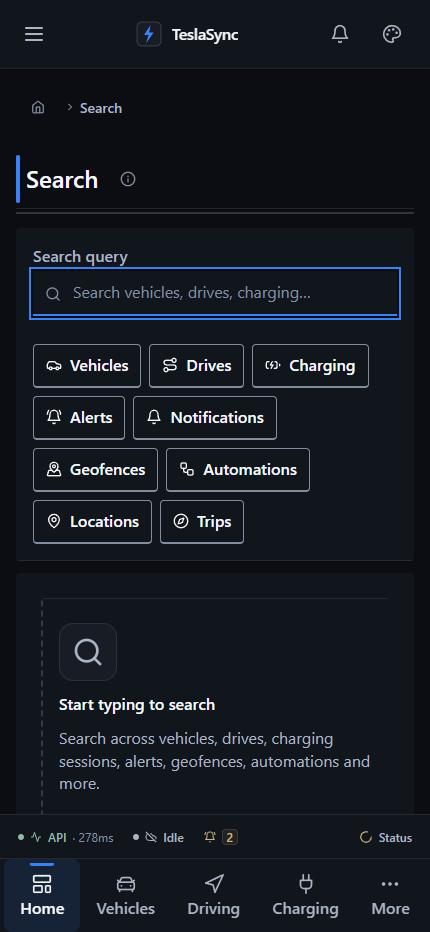 TeslaSync
Search
Search
Search query
Search vehicles, drives, charging...
Vehicles Drives Charging
Alerts Notifications
Geofences Automations
Locations Trips
Start typing to search
Search across vehicles, drives, charging
sessions, alerts, geofences, automations and
more.
API · 278ms Idle 2 Status
Home Vehicles Driving Charging More